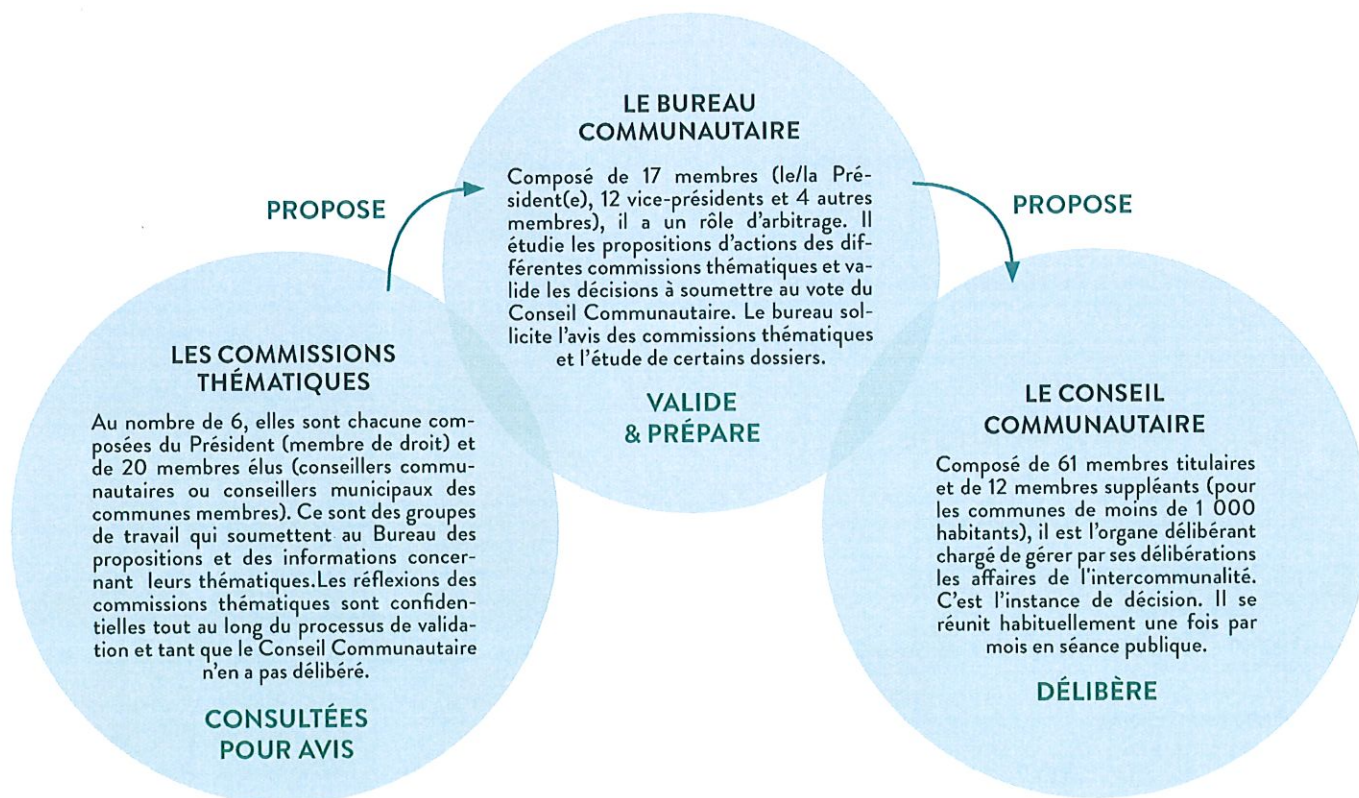 LE BUREAU
COMMUNAUTAIRE
Composé de 17 membres (le/la Pré-
sident(e), 12 vice-présidents et 4 autres
membres), il a un rôle d'arbitrage. Il
étudie les propositions d'actions des dif-
férentes commissions thématiques et va-
lide les décisions à soumettre au vote du
Conseil Communautaire. Le bureau sol-
licite l'avis des commissions thématiques
et l'étude de certains dossiers.
VALIDE
& PRÉPARE
PROPOSE
PROPOSE
LES COMMISSIONS
THÉMATIQUES
Au nombre de 6, elles sont chacune com-
posées du Président (membre de droit) et
de 20 membres élus (conseillers commu-
nautaires ou conseillers municipaux des
communes membres). Ce sont des groupes
de travail qui soumettent au Bureau des
propositions et des informations concer-
nant leurs thématiques.Les réflexions des
commissions thématiques sont confiden-
tielles tout au long du processus de valida-
tion et tant que le Conseil Communautaire
n'en a pas délibéré.
CONSULTÉES
POUR AVIS
LE CONSEIL
COMMUNAUTAIRE
Composé de 61 membres titulaires
et de 12 membres suppléants (pour
les communes de moins de 1 000
habitants), il est l'organe délibérant
chargé de gérer par ses délibérations
les affaires de l'intercommunalité.
C'est l'instance de décision. Il se
réunit habituellement une fois par
mois en séance publique.
DÉLIBÈRE